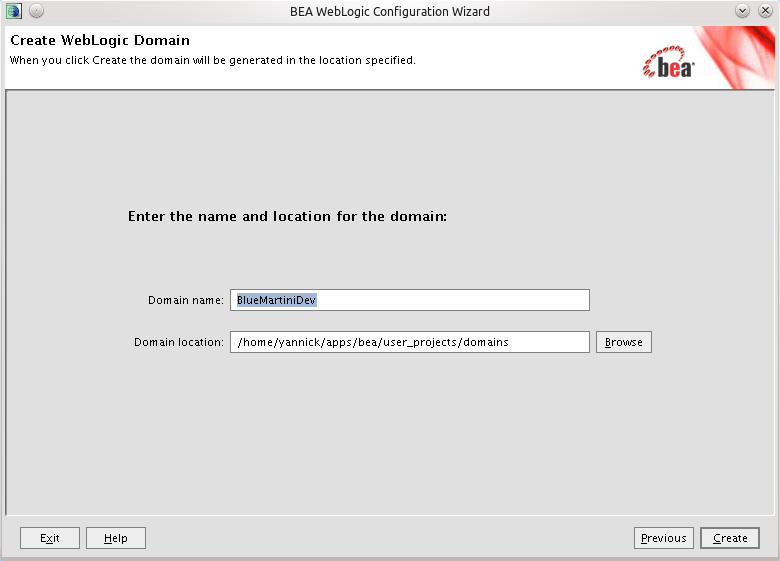 BEA WebLogic Configuration Wizard
Create WebLogic Domain
When you click Create the domain will be generated in the location specified.
bea
Enter the name and location for the domain:
Domain name: BlueMartiniDev
Domain location: /home/yannick/apps/bea/user_projects/domains Browse
Exit Help Previous Create